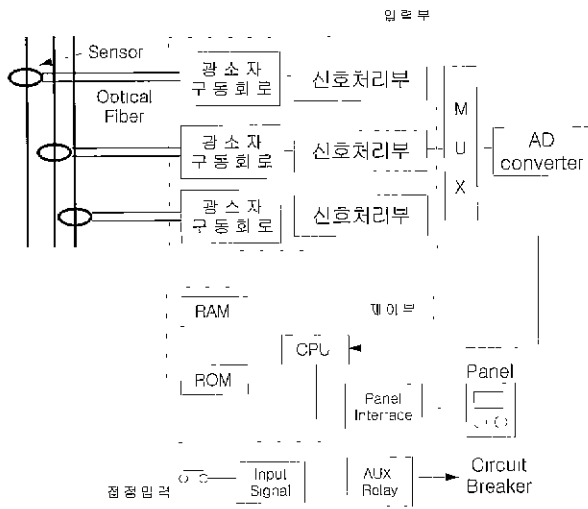 입력부
Sensor
Optical
Fiber
광소자
구동회로
신호처리부
광소자
구동회로
신호처리부
광스자
구동회로
신호처리부
M
U
X
AD
converter
RAM
제어부
CPU
ROM
Panel
Interrace
Panel
접점입력
Input
Signal
AUX
Rolay
Circuit
Breaker